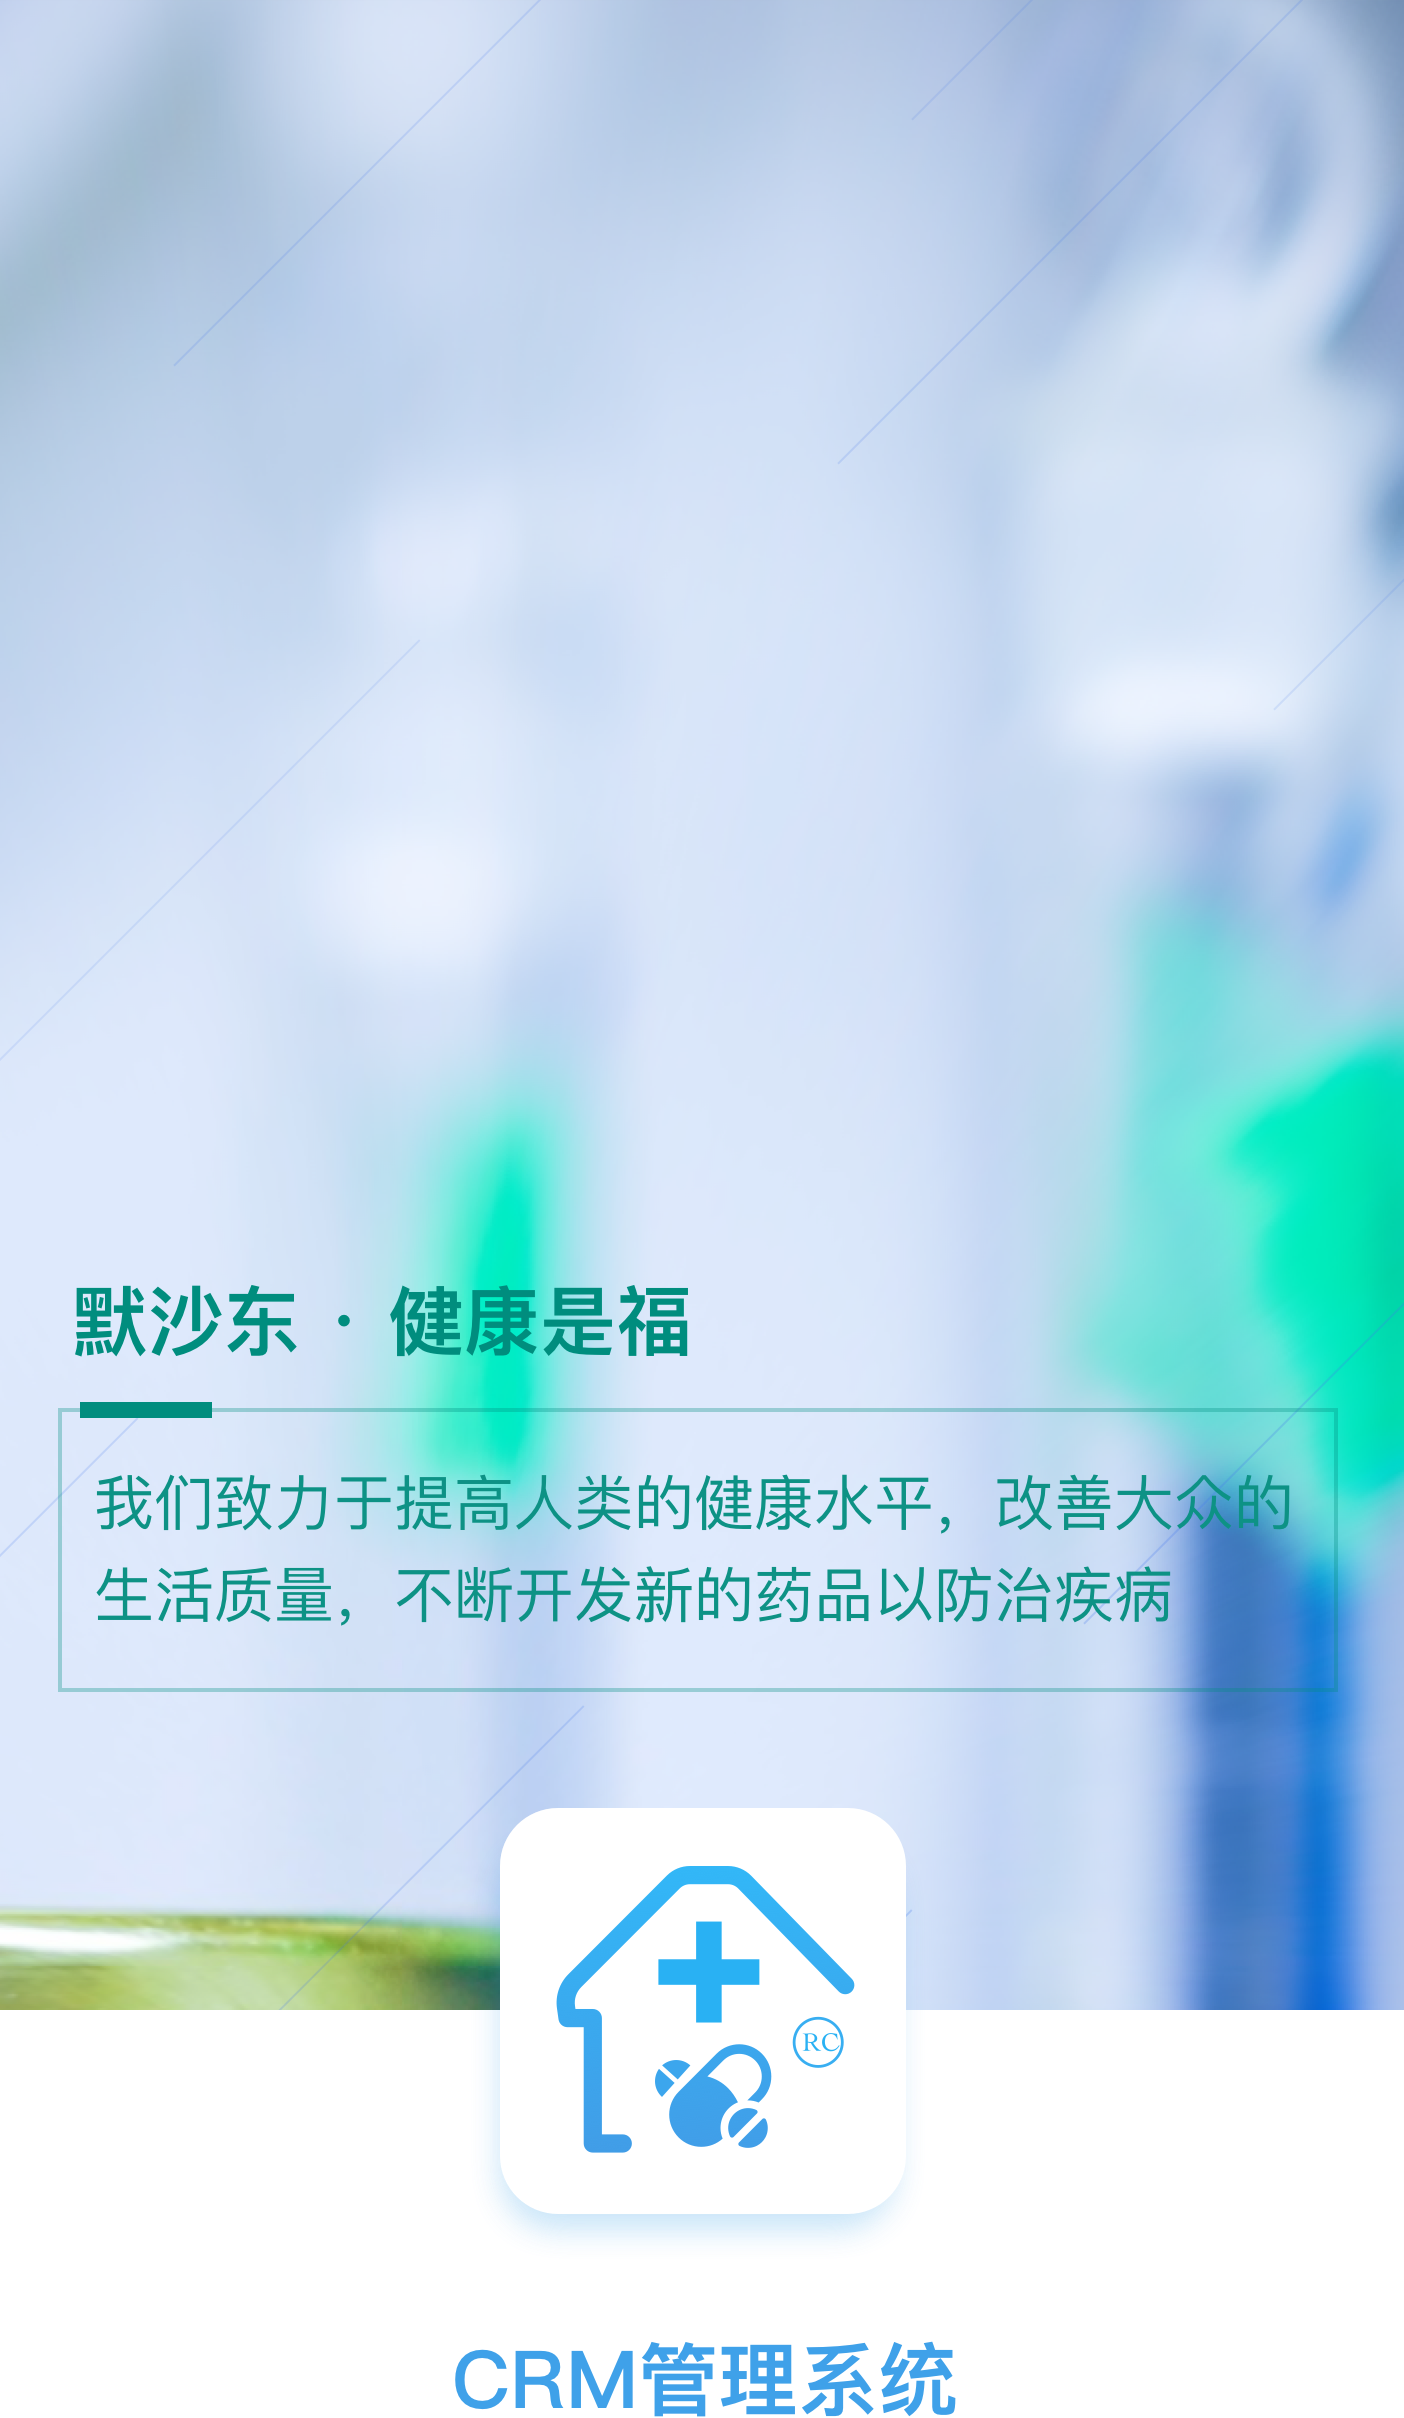 默沙东 · 健康是福
我们致力于提高人类的健康水平，改善大众的
生活质量，不断开发新的药品以防治疾病
RC
CRM管理系统